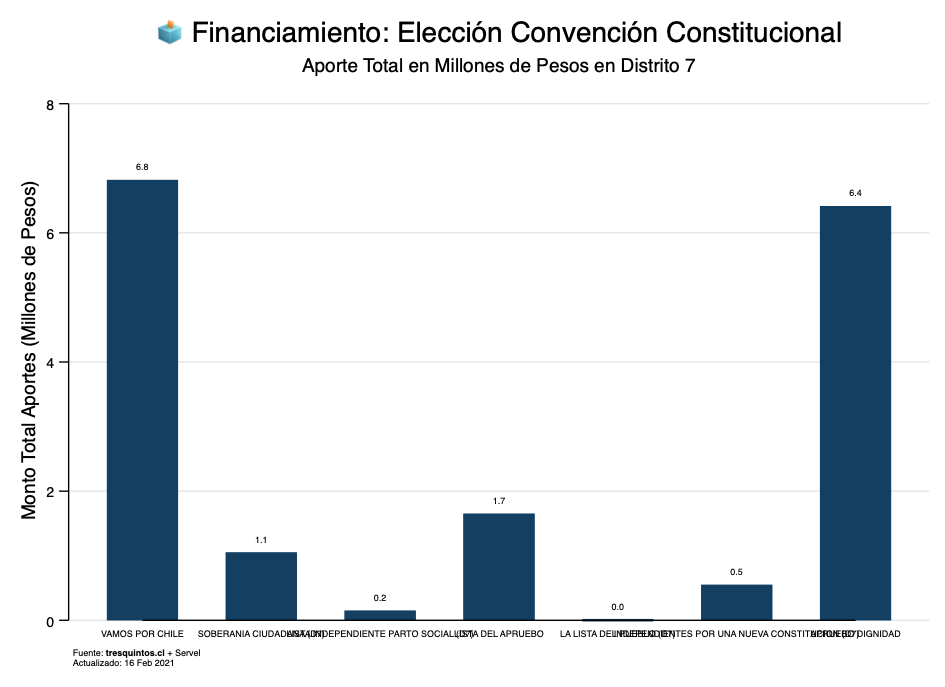 Financiamiento: Elección Convención Constitucional
Aporte Total en Millones de Pesos en Distrito 7
Monto Total Aportes (Millones de Pesos)
8
6
4
2
0
6.8
1.1
0.2
1.7
0.0
0.5
6.4
VAMOS POR CHILE
SOBERANIA CIUDADANA
INDEPENDIENTE PARTO SOCIAL (D7)
LISTA DEL APRUEBO
LA LISTA DEL PUEBLO (D7)
INDEPENDIENTES POR UNA NUEVA CONSTITUCION (D7)
APRUEBO DIGNIDAD
Fuente: tresquintos.cl + Servel
Actualizado: 16 Feb 2021